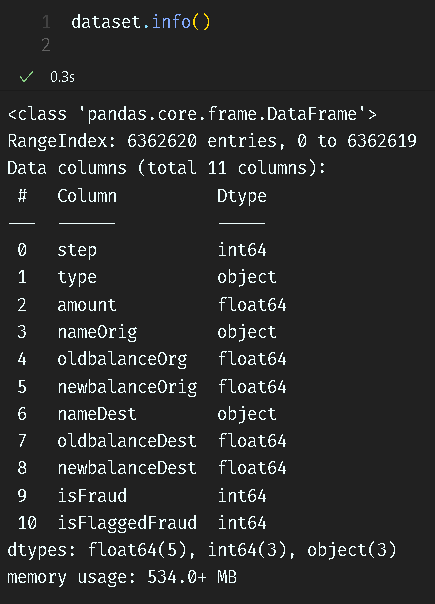 1 dataset.info()
2
0.3s
<class 'pandas.core.frame.DataFrame'>
RangeIndex: 6362620 entries, 0 to 6362619
Data columns (total 11 columns):
# Column Dtype
--- ------ -----
0 step int64
1 type object
2 amount float64
3 nameOrig object
4 oldbalanceOrg float64
5 newbalanceOrig float64
6 nameDest object
7 oldbalanceDest float64
8 newbalanceDest float64
9 isFraud int64
10 isFlaggedFraud int64
dtypes: float64(5), int64(3), object(3)
memory usage: 534.0+ MB